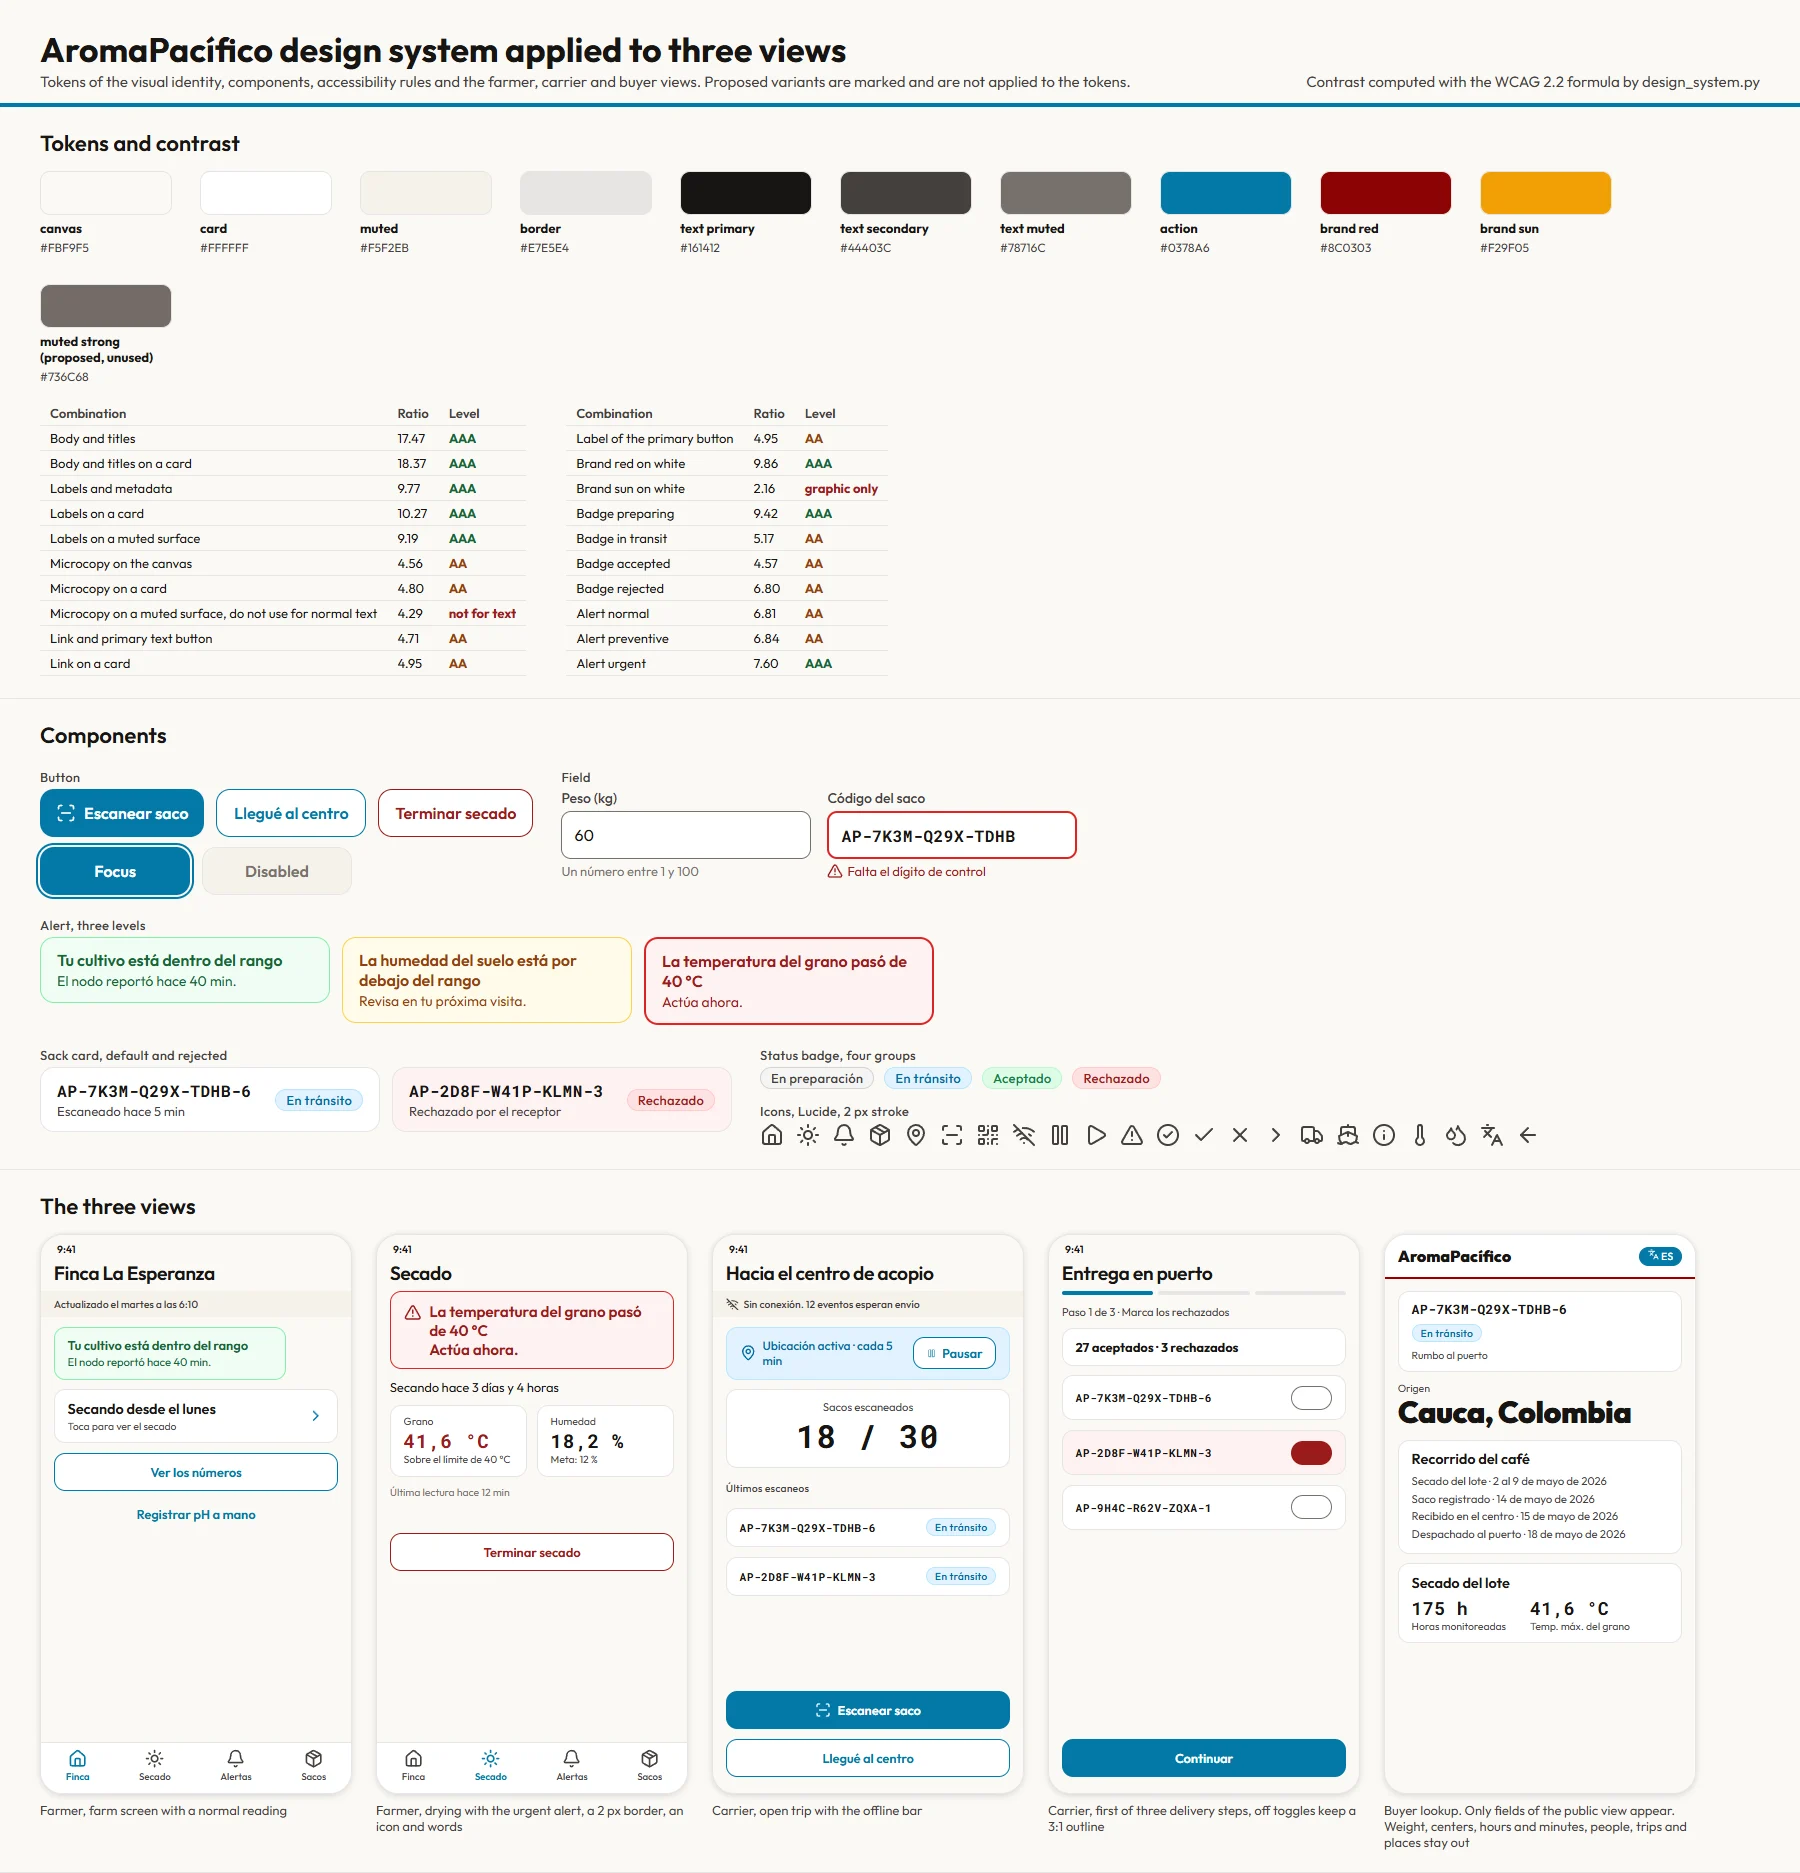 AromaPacífico design system applied to three views
Tokens of the visual identity, components, accessibility rules and the farmer, carrier and buyer views. Proposed variants are marked and are not applied to the tokens.
Contrast computed with the WCAG 2.2 formula by design_system.py
Tokens and contrast
canvas
#FBF9F5
card
#FFFFFF
muted
#F5F2EB
border
#E7E5E4
text primary
#161412
text secondary
#44403C
text muted
#78716C
action
#0378A6
brand red
#8C0303
brand sun
#F29F05
muted strong
(proposed, unused)
#736C68
Combination Ratio Level
Body and titles 17.47 AAA
Body and titles on a card 18.37 AAA
Labels and metadata 9.77 AAA
Labels on a card 10.27 AAA
Labels on a muted surface 9.19 AAA
Microcopy on the canvas 4.56 AA
Microcopy on a card 4.80 AA
Microcopy on a muted surface, do not use for normal text 4.29 not for text
Link and primary text button 4.71 AA
Link on a card 4.95 AA
Combination Ratio Level
Label of the primary button 4.95 AA
Brand red on white 9.86 AAA
Brand sun on white 2.16 graphic only
Badge preparing 9.42 AAA
Badge in transit 5.17 AA
Badge accepted 4.57 AA
Badge rejected 6.80 AA
Alert normal 6.81 AA
Alert preventive 6.84 AA
Alert urgent 7.60 AAA
Components
Button
Escanear saco
Llegué al centro
Terminar secado
Focus
Disabled
Field
Peso (kg)
60
Un número entre 1 y 100
Código del saco
AP-7K3M-Q29X-TDHB
Falta el dígito de control
Alert, three levels
Tu cultivo está dentro del rango
El nodo reportó hace 40 min.
La humedad del suelo está por
debajo del rango
Revisa en tu próxima visita.
La temperatura del grano pasó de
40 °C
Actúa ahora.
Sack card, default and rejected
AP-7K3M-Q29X-TDHB-6
Escaneado hace 5 min
En tránsito
AP-2D8F-W41P-KLMN-3
Rechazado por el receptor
Rechazado
Status badge, four groups
En preparación
En tránsito
Aceptado
Rechazado
Icons, Lucide, 2 px stroke
The three views
9:41
Finca La Esperanza
Actualizado el martes a las 6:10
Tu cultivo está dentro del rango
El nodo reportó hace 40 min.
Secando desde el lunes
Toca para ver el secado
Ver los números
Registrar pH a mano
Finca
Secado
Alertas
Sacos
Farmer, farm screen with a normal reading
9:41
Secado
La temperatura del grano pasó
de 40 °C
Actúa ahora.
Secando hace 3 días y 4 horas
Grano
41,6 °C
Sobre el límite de 40 °C
Humedad
18,2 %
Meta: 12 %
Última lectura hace 12 min
Terminar secado
Finca
Secado
Alertas
Sacos
Farmer, drying with the urgent alert, a 2 px border, an
icon and words
9:41
Hacia el centro de acopio
Sin conexión. 12 eventos esperan envío
Ubicación activa · cada 5
min
Pausar
Sacos escaneados
18 / 30
Últimos escaneos
AP-7K3M-Q29X-TDHB-6
En tránsito
AP-2D8F-W41P-KLMN-3
En tránsito
Escanear saco
Llegué al centro
Carrier, open trip with the offline bar
9:41
Entrega en puerto
Paso 1 de 3 · Marca los rechazados
27 aceptados · 3 rechazados
AP-7K3M-Q29X-TDHB-6
AP-2D8F-W41P-KLMN-3
AP-9H4C-R62V-ZQXA-1
Continuar
Carrier, first of three delivery steps, off toggles keep a
3:1 outline
AromaPacífico
ES
AP-7K3M-Q29X-TDHB-6
En tránsito
Rumbo al puerto
Origen
Cauca, Colombia
Recorrido del café
Secado del lote · 2 al 9 de mayo de 2026
Saco registrado · 14 de mayo de 2026
Recibido en el centro · 15 de mayo de 2026
Despachado al puerto · 18 de mayo de 2026
Secado del lote
175 h
Horas monitoreadas
41,6 °C
Temp. máx. del grano
Buyer lookup. Only fields of the public view appear.
Weight, centers, hours and minutes, people, trips and
places stay out